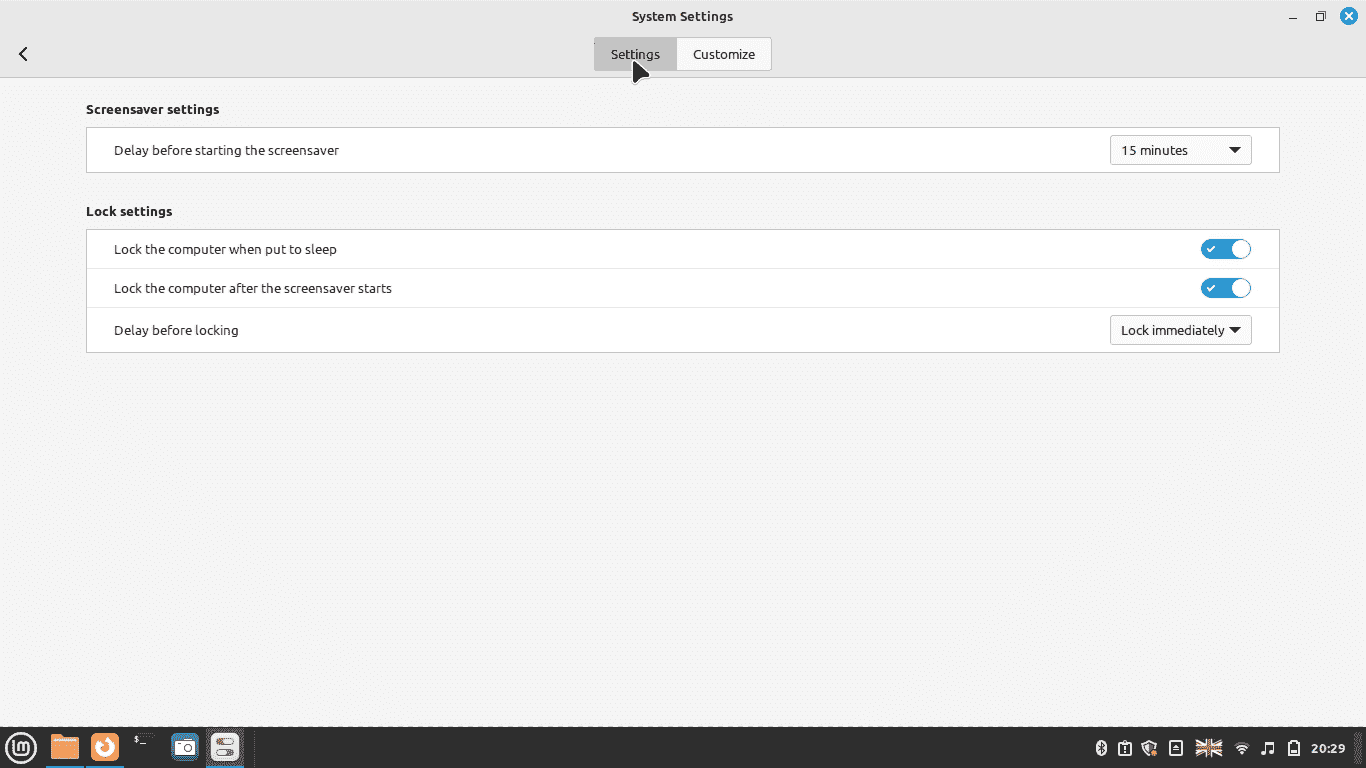 System Settings
Settings
Customize
Screensaver settings
Delay before starting the screensaver
15 minutes
Lock settings
Lock the computer when put to sleep
Lock the computer after the screensaver starts
Delay before locking
Lock immediately
20:29